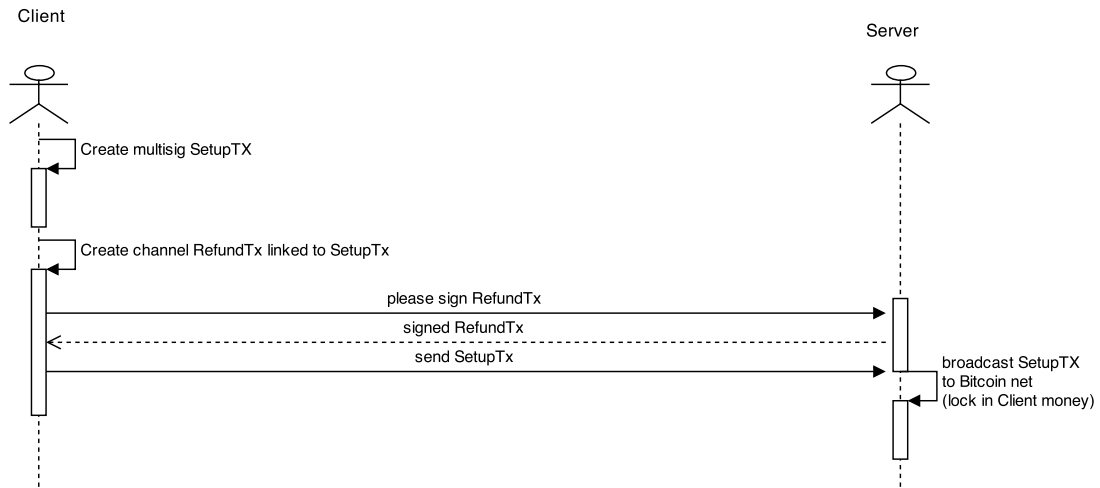 Client
Server
Create multisig SetupTX
Create channel RefundTx linked to SetupTx
please sign RefundTx
signed RefundTx
send SetupTx
broadcast SetupTX
to Bitcoin net
(lock in Client money)